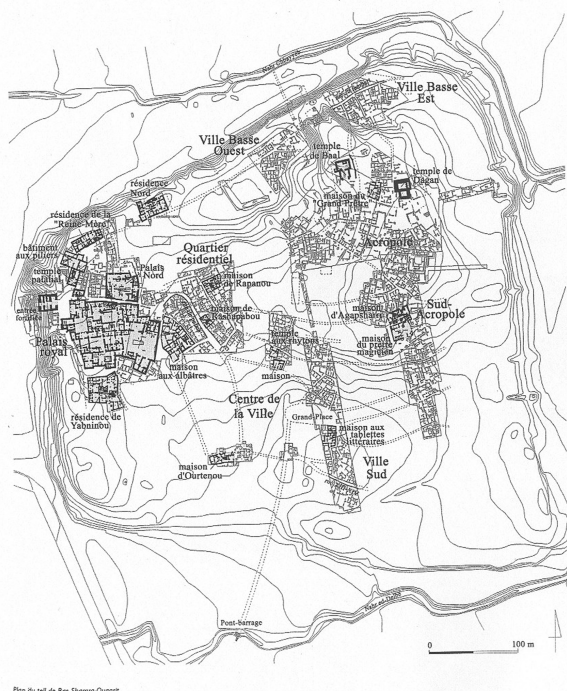 Ville Basse
Est
Ville Basse
Ouest
temple
de Baal
temple de
Dagan
résidence
Nord
maison du
"Grand-Prêtre"
résidence de la
"Reine-Mère"
Acropole
bâtiment
aux piliers
Quartier
résidentiel
temple
palatial
Palais
Nord
maison
de Rapanou
entrée
fortifiée
maison de
Rashapabou
maison
d'Agapsharri
Sud-
Acropole
Palais
royal
temple
aux rhytons
maison
du prêtre
magicien
maison
aux albâtres
maison
Centre de
la Ville
résidence de
Yabninbu
Grand-Place
maison aux
tablettes
littéraires
maison
d'Ourtenou
Ville
Sud
Nahr ed-Delbé
Pont-barrage
0 100 m
Plan du tell de Ras Shamra-Ougarit